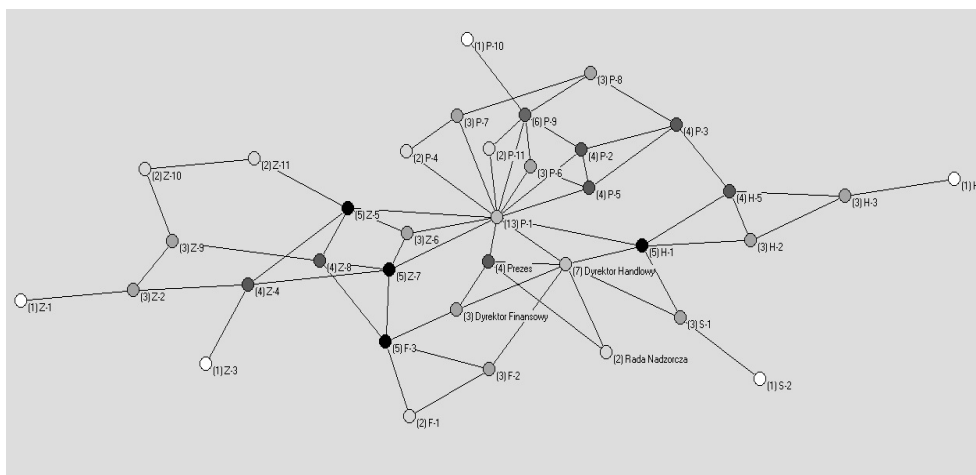 (1) P-10
(3) P-8
(3) P-7
(6) P-9
(4) P-3
(2) P-4
(2) P-11
(4) P-2
(3) P-6
(4) P-5
(2) Z-11
(2) Z-10
(1) H
(4) H-5
(3) H-3
(5) Z-5
(13) P-1
(3) Z-6
(3) Z-9
(3) H-2
(5) H-1
(4) Z-8
(5) Z-7
(4) Prezes
(7) Dyrektor Handlowy
(4) Z-4
(3) Z-2
(1) Z-1
(3) Dyrektor Finansowy
(3) S-1
(5) F-3
(2) Rada Nadzorcza
(1) Z-3
(3) F-2
(1) S-2
(2) F-1